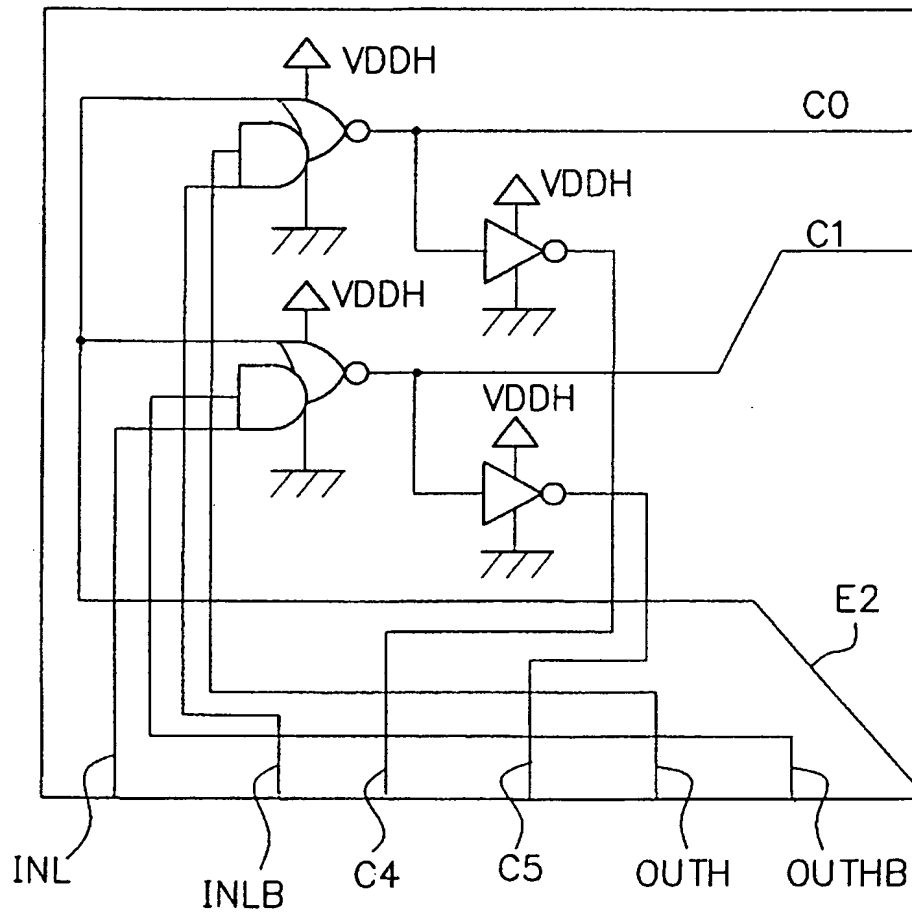 VDDH
C0
VDDH
C1
VDDH
VDDH
E2
INL
INLB
C4
C5
OUTH
OUTHB